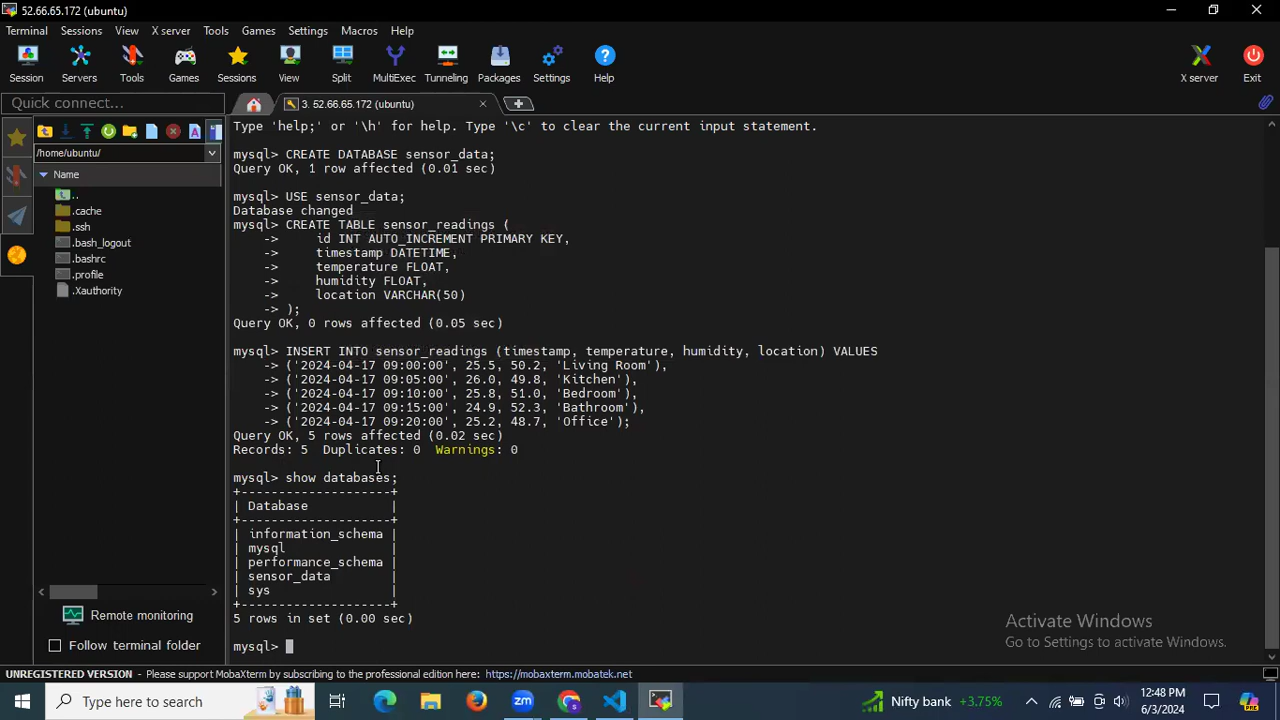 52.66.65.172 (ubuntu)
Terminal Sessions View X server Tools Games Settings Macros Help
Session Servers Tools Games Sessions View Split MultiExec Tunneling Packages Settings Help X server Exit
Quick connect...
3. 52.66.65.172 (ubuntu)
/home/ubuntu/
Name
..
.cache
.ssh
.bash_logout
.bashrc
.profile
.Xauthority
Remote monitoring
Follow terminal folder
Type 'help;' or '\h' for help. Type '\c' to clear the current input statement.
mysql> CREATE DATABASE sensor_data;
Query OK, 1 row affected (0.01 sec)
mysql> USE sensor_data;
Database changed
mysql> CREATE TABLE sensor_readings (
-> id INT AUTO_INCREMENT PRIMARY KEY,
-> timestamp DATETIME,
-> temperature FLOAT,
-> humidity FLOAT,
-> location VARCHAR(50)
-> );
Query OK, 0 rows affected (0.05 sec)
mysql> INSERT INTO sensor_readings (timestamp, temperature, humidity, location) VALUES
-> ('2024-04-17 09:00:00', 25.5, 50.2, 'Living Room'),
-> ('2024-04-17 09:05:00', 26.0, 49.8, 'Kitchen'),
-> ('2024-04-17 09:10:00', 25.8, 51.0, 'Bedroom'),
-> ('2024-04-17 09:15:00', 24.9, 52.3, 'Bathroom'),
-> ('2024-04-17 09:20:00', 25.2, 48.7, 'Office');
Query OK, 5 rows affected (0.02 sec)
Records: 5 Duplicates: 0 Warnings: 0
mysql> show databases;
+--------------------+
| Database |
+--------------------+
| information_schema |
| mysql |
| performance_schema |
| sensor_data |
| sys |
+--------------------+
5 rows in set (0.00 sec)
mysql>
Activate Windows
Go to Settings to activate Windows.
UNREGISTERED VERSION - Please support MobaXterm by subscribing to the professional edition here: https://mobaxterm.mobatek.net
Type here to search
zm
Nifty bank +3.75%
12:48 PM
6/3/2024
PRE